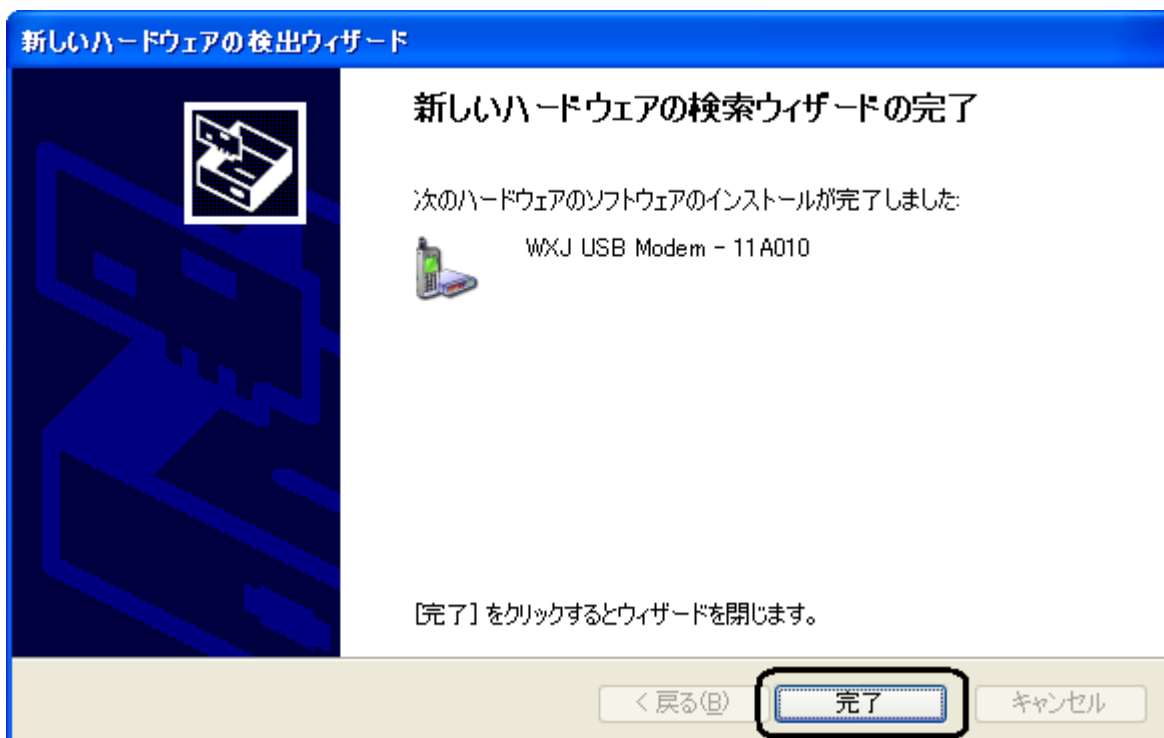 新しいハードウェアの検出ウィザード
新しいハードウェアの検索ウィザードの完了
次のハードウェアのソフトウェアのインストールが完了しました:
WXJ USB Modem - 11A010
[完了] をクリックするとウィザードを閉じます。
< 戻る(B) 完了 キャンセル